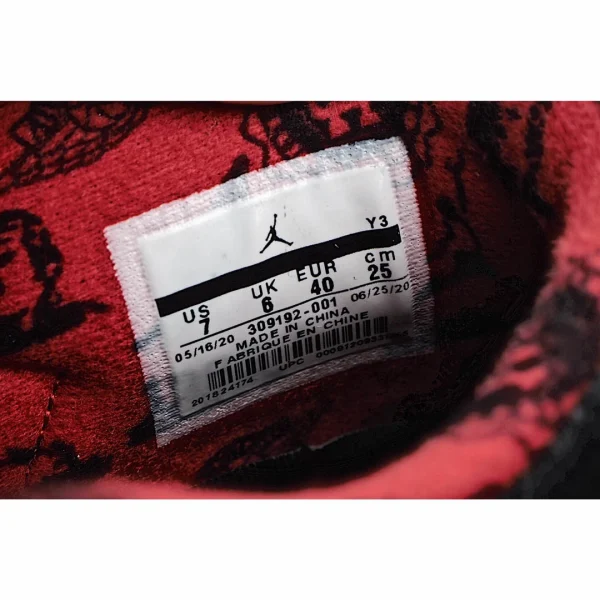 Y3
US UK EUR cm
7 6 40 25
05/16/20 309192-001 06/25/20
MADE IN CHINA
FABRIQUE EN CHINE
201524174 UPC